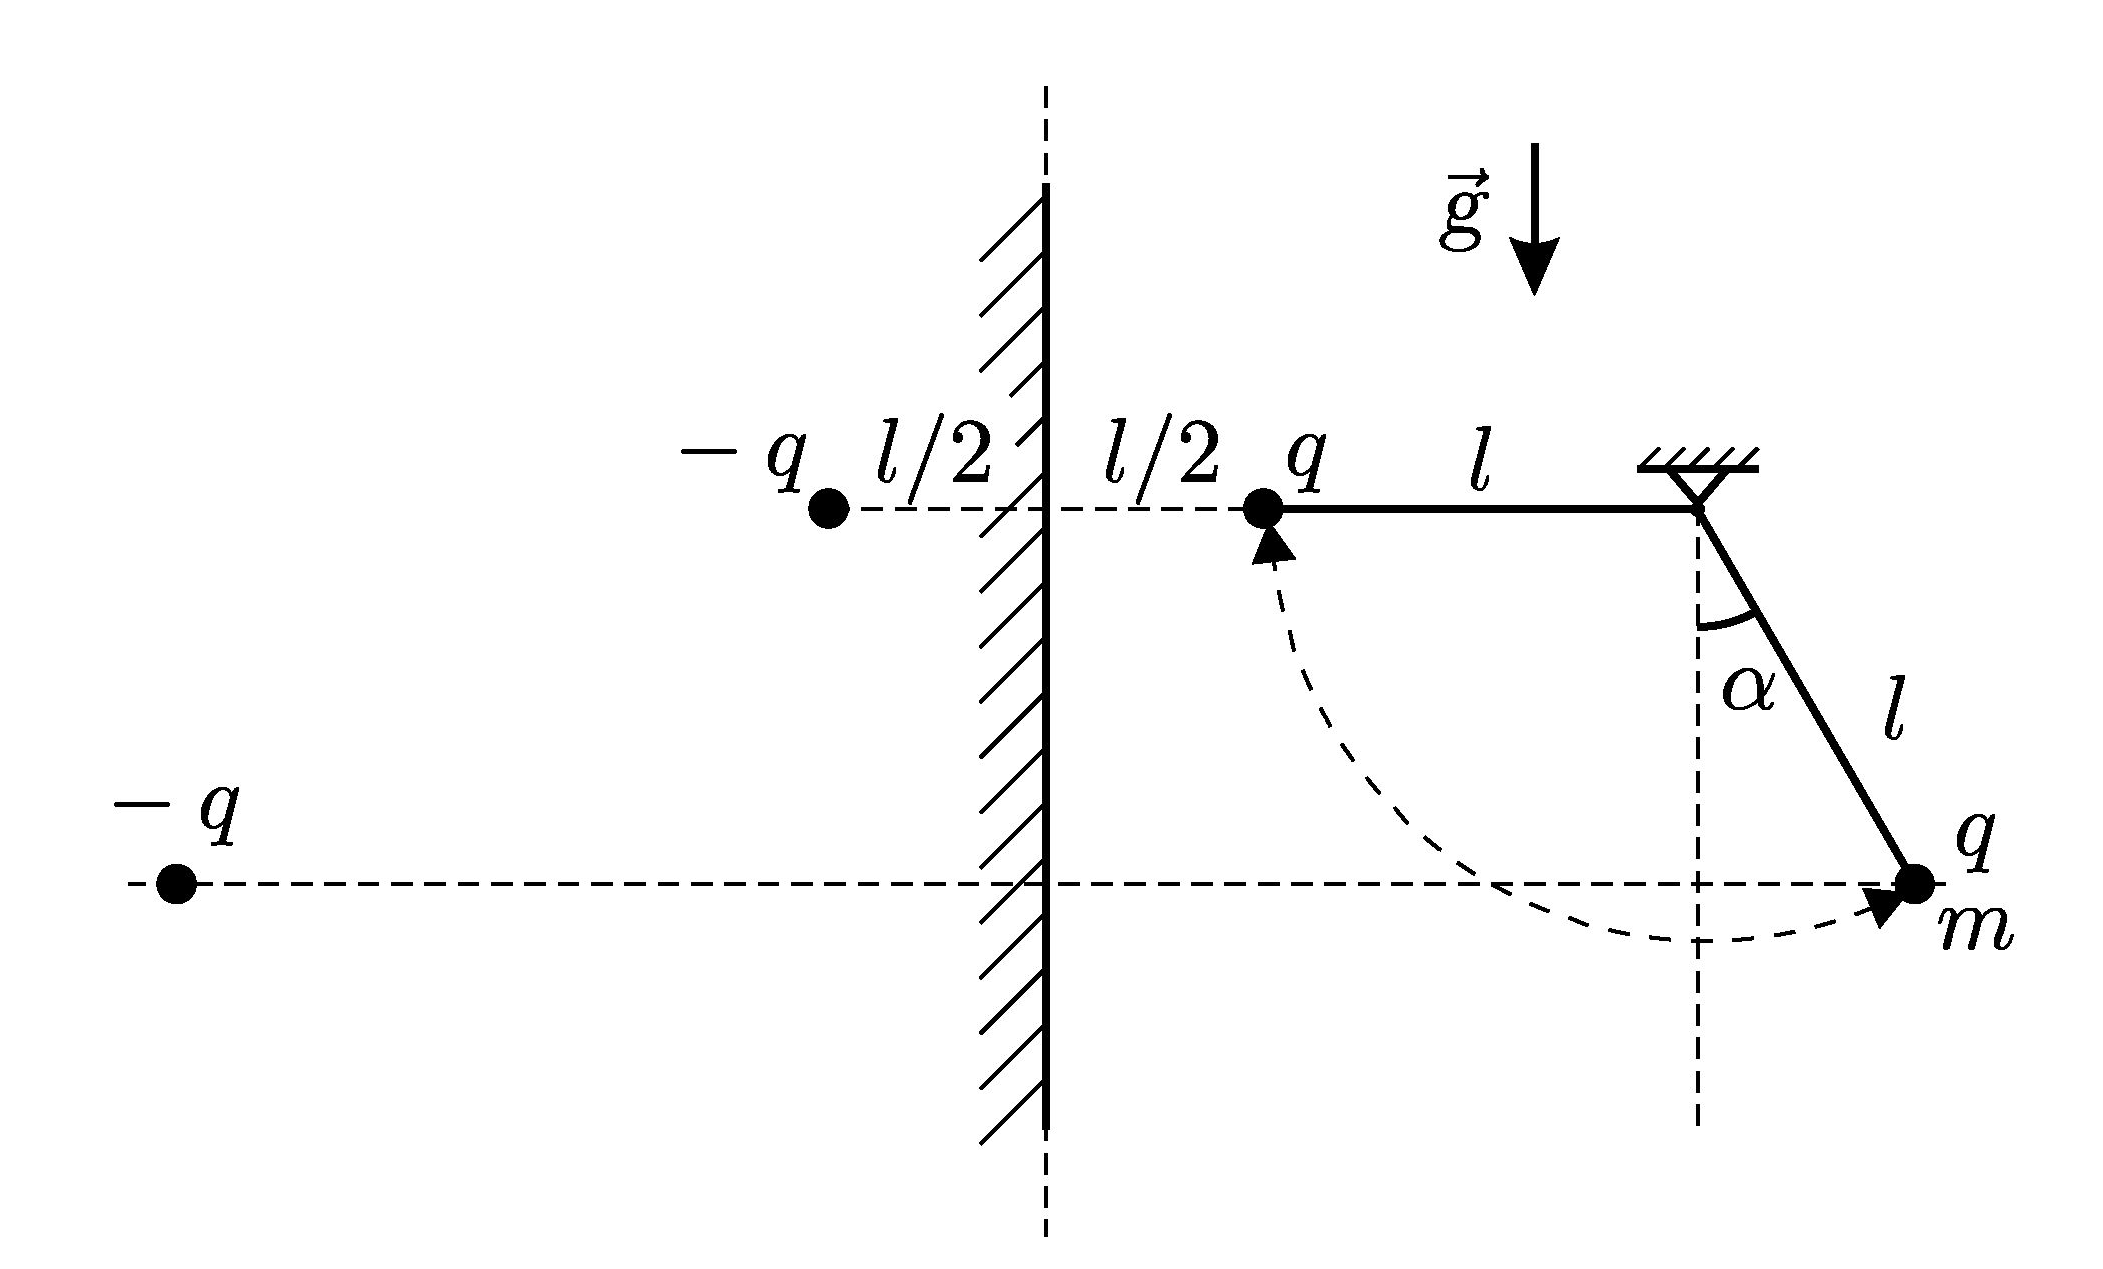 g⃗
− q l/2 l/2 q l
α
l
− q
q
m